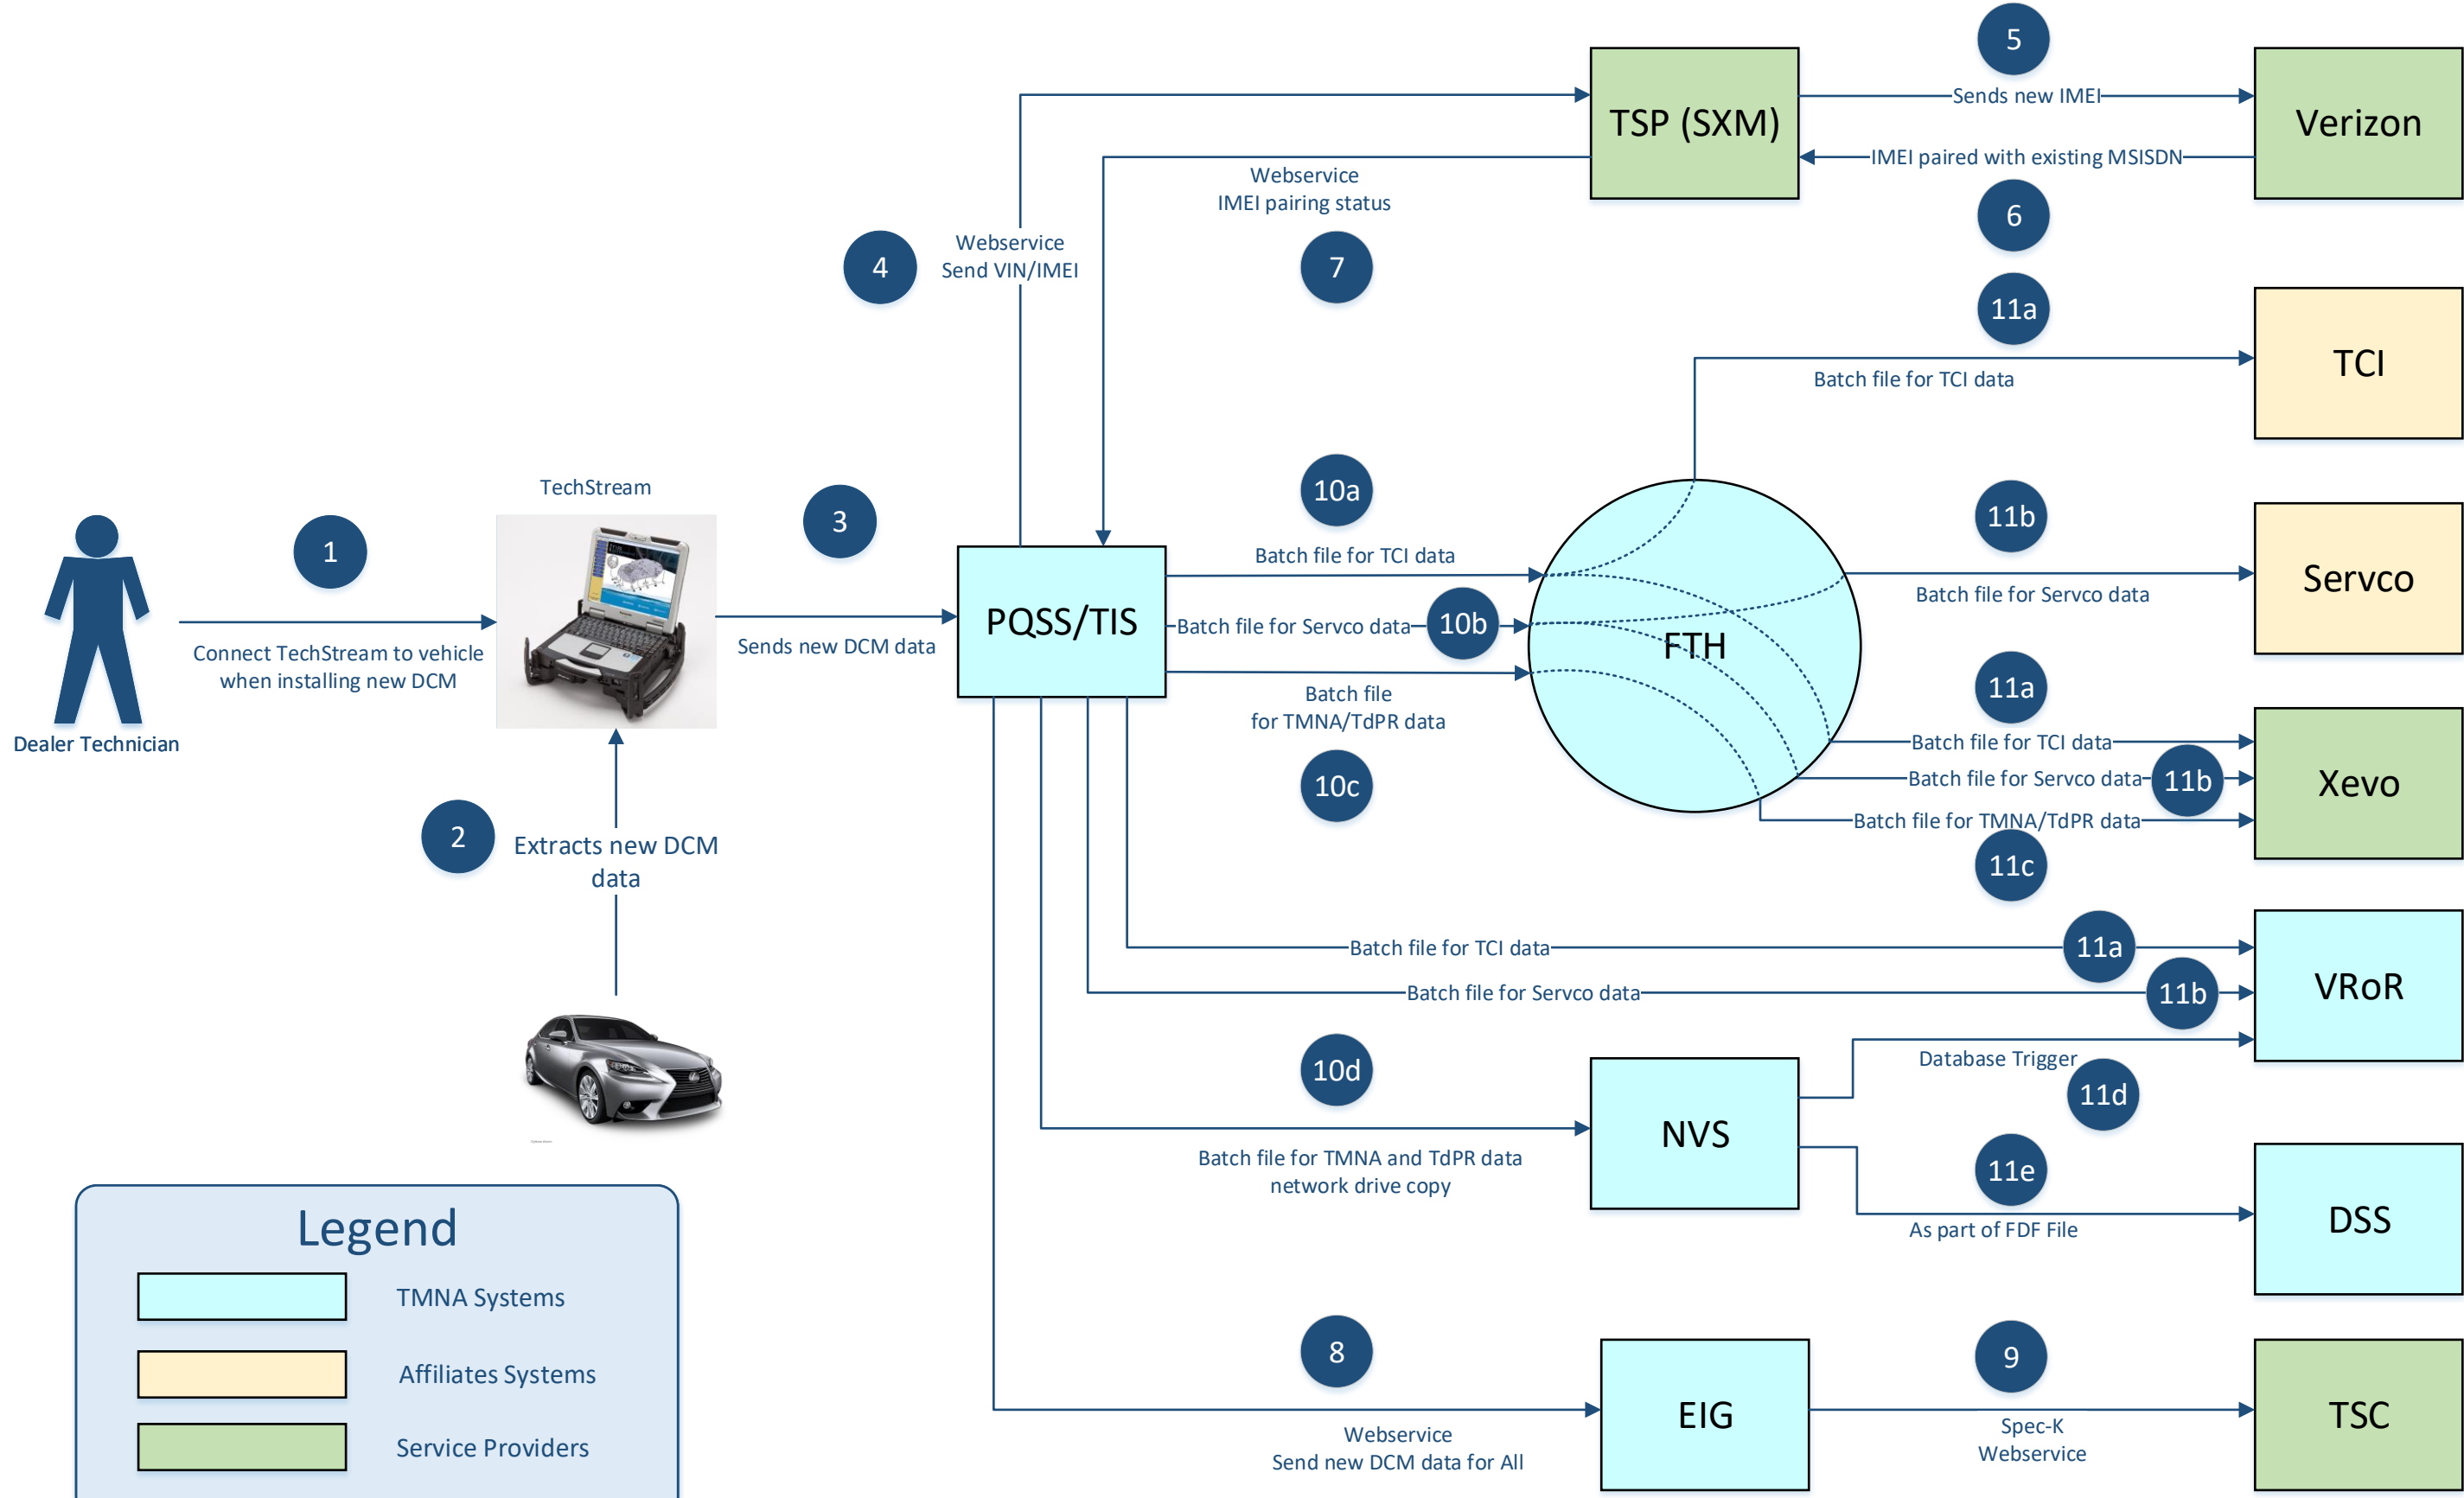 5
Sends new IMEI
TSP (SXM)
Verizon
IMEI paired with existing MSISDN
6
Webservice
IMEI pairing status
7
4
Webservice
Send VIN/IMEI
11a
TCI
Batch file for TCI data
TechStream
1
3
10a
Batch file for TCI data
11b
Servco
Batch file for Servco data
PQSS/TIS
Batch file for Servco data
10b
FTH
Connect TechStream to vehicle
when installing new DCM
Sends new DCM data
Batch file
for TMNA/TdPR data
Dealer Technician
10c
11a
Batch file for TCI data
Batch file for Servco data
11b
Xevo
Batch file for TMNA/TdPR data
11c
2
Extracts new DCM
data
Batch file for TCI data
11a
Batch file for Servco data
11b
VRoR
10d
Database Trigger
11d
NVS
Batch file for TMNA and TdPR data
network drive copy
11e
As part of FDF File
DSS
Legend
TMNA Systems
Affiliates Systems
Service Providers
8
9
EIG
TSC
Webservice
Send new DCM data for All
Spec-K
Webservice